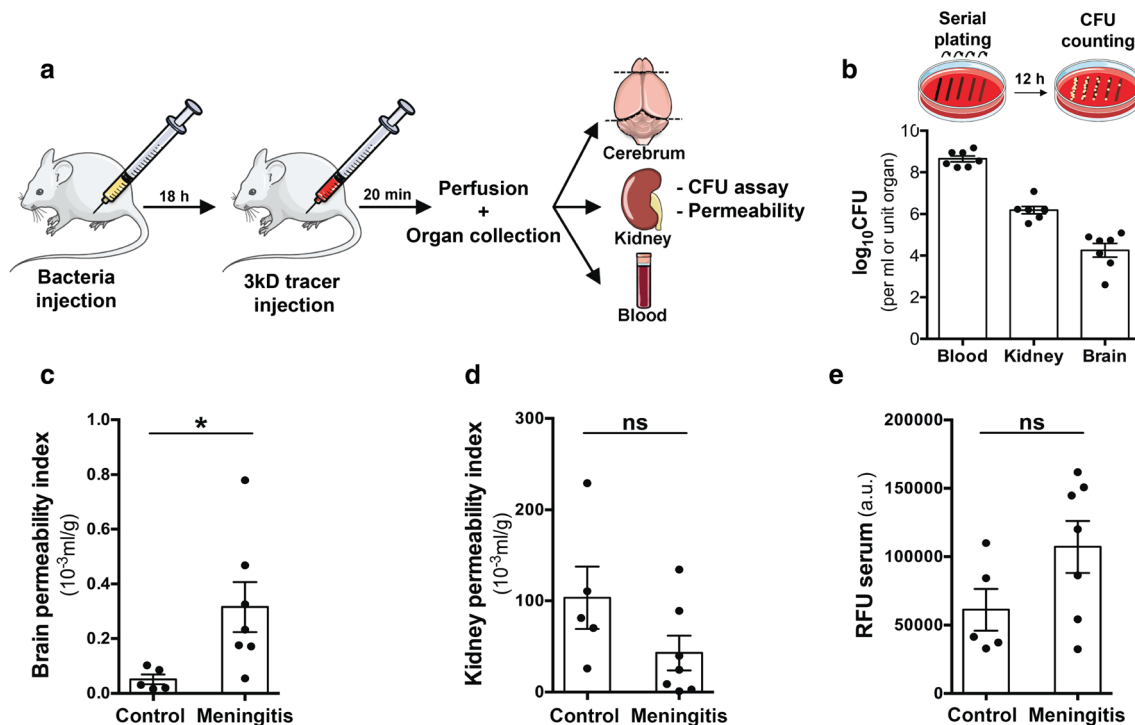 a
Bacteria
injection
18 h
3kD tracer
injection
20 min
Perfusion
+
Organ collection
Cerebrum
Kidney
Blood
- CFU assay
- Permeability
b
Serial
plating
12 h
CFU
counting
log10CFU
(per ml or unit organ)
10
8
6
4
2
0
Blood Kidney Brain
c
Brain permeability index
(10-3ml/g)
1.0
0.8
0.6
0.4
0.2
0.0
*
Control Meningitis
d
Kidney permeability index
(10-3ml/g)
300
200
100
0
ns
Control Meningitis
e
RFU serum (a.u.)
200000
150000
100000
50000
0
ns
Control Meningitis